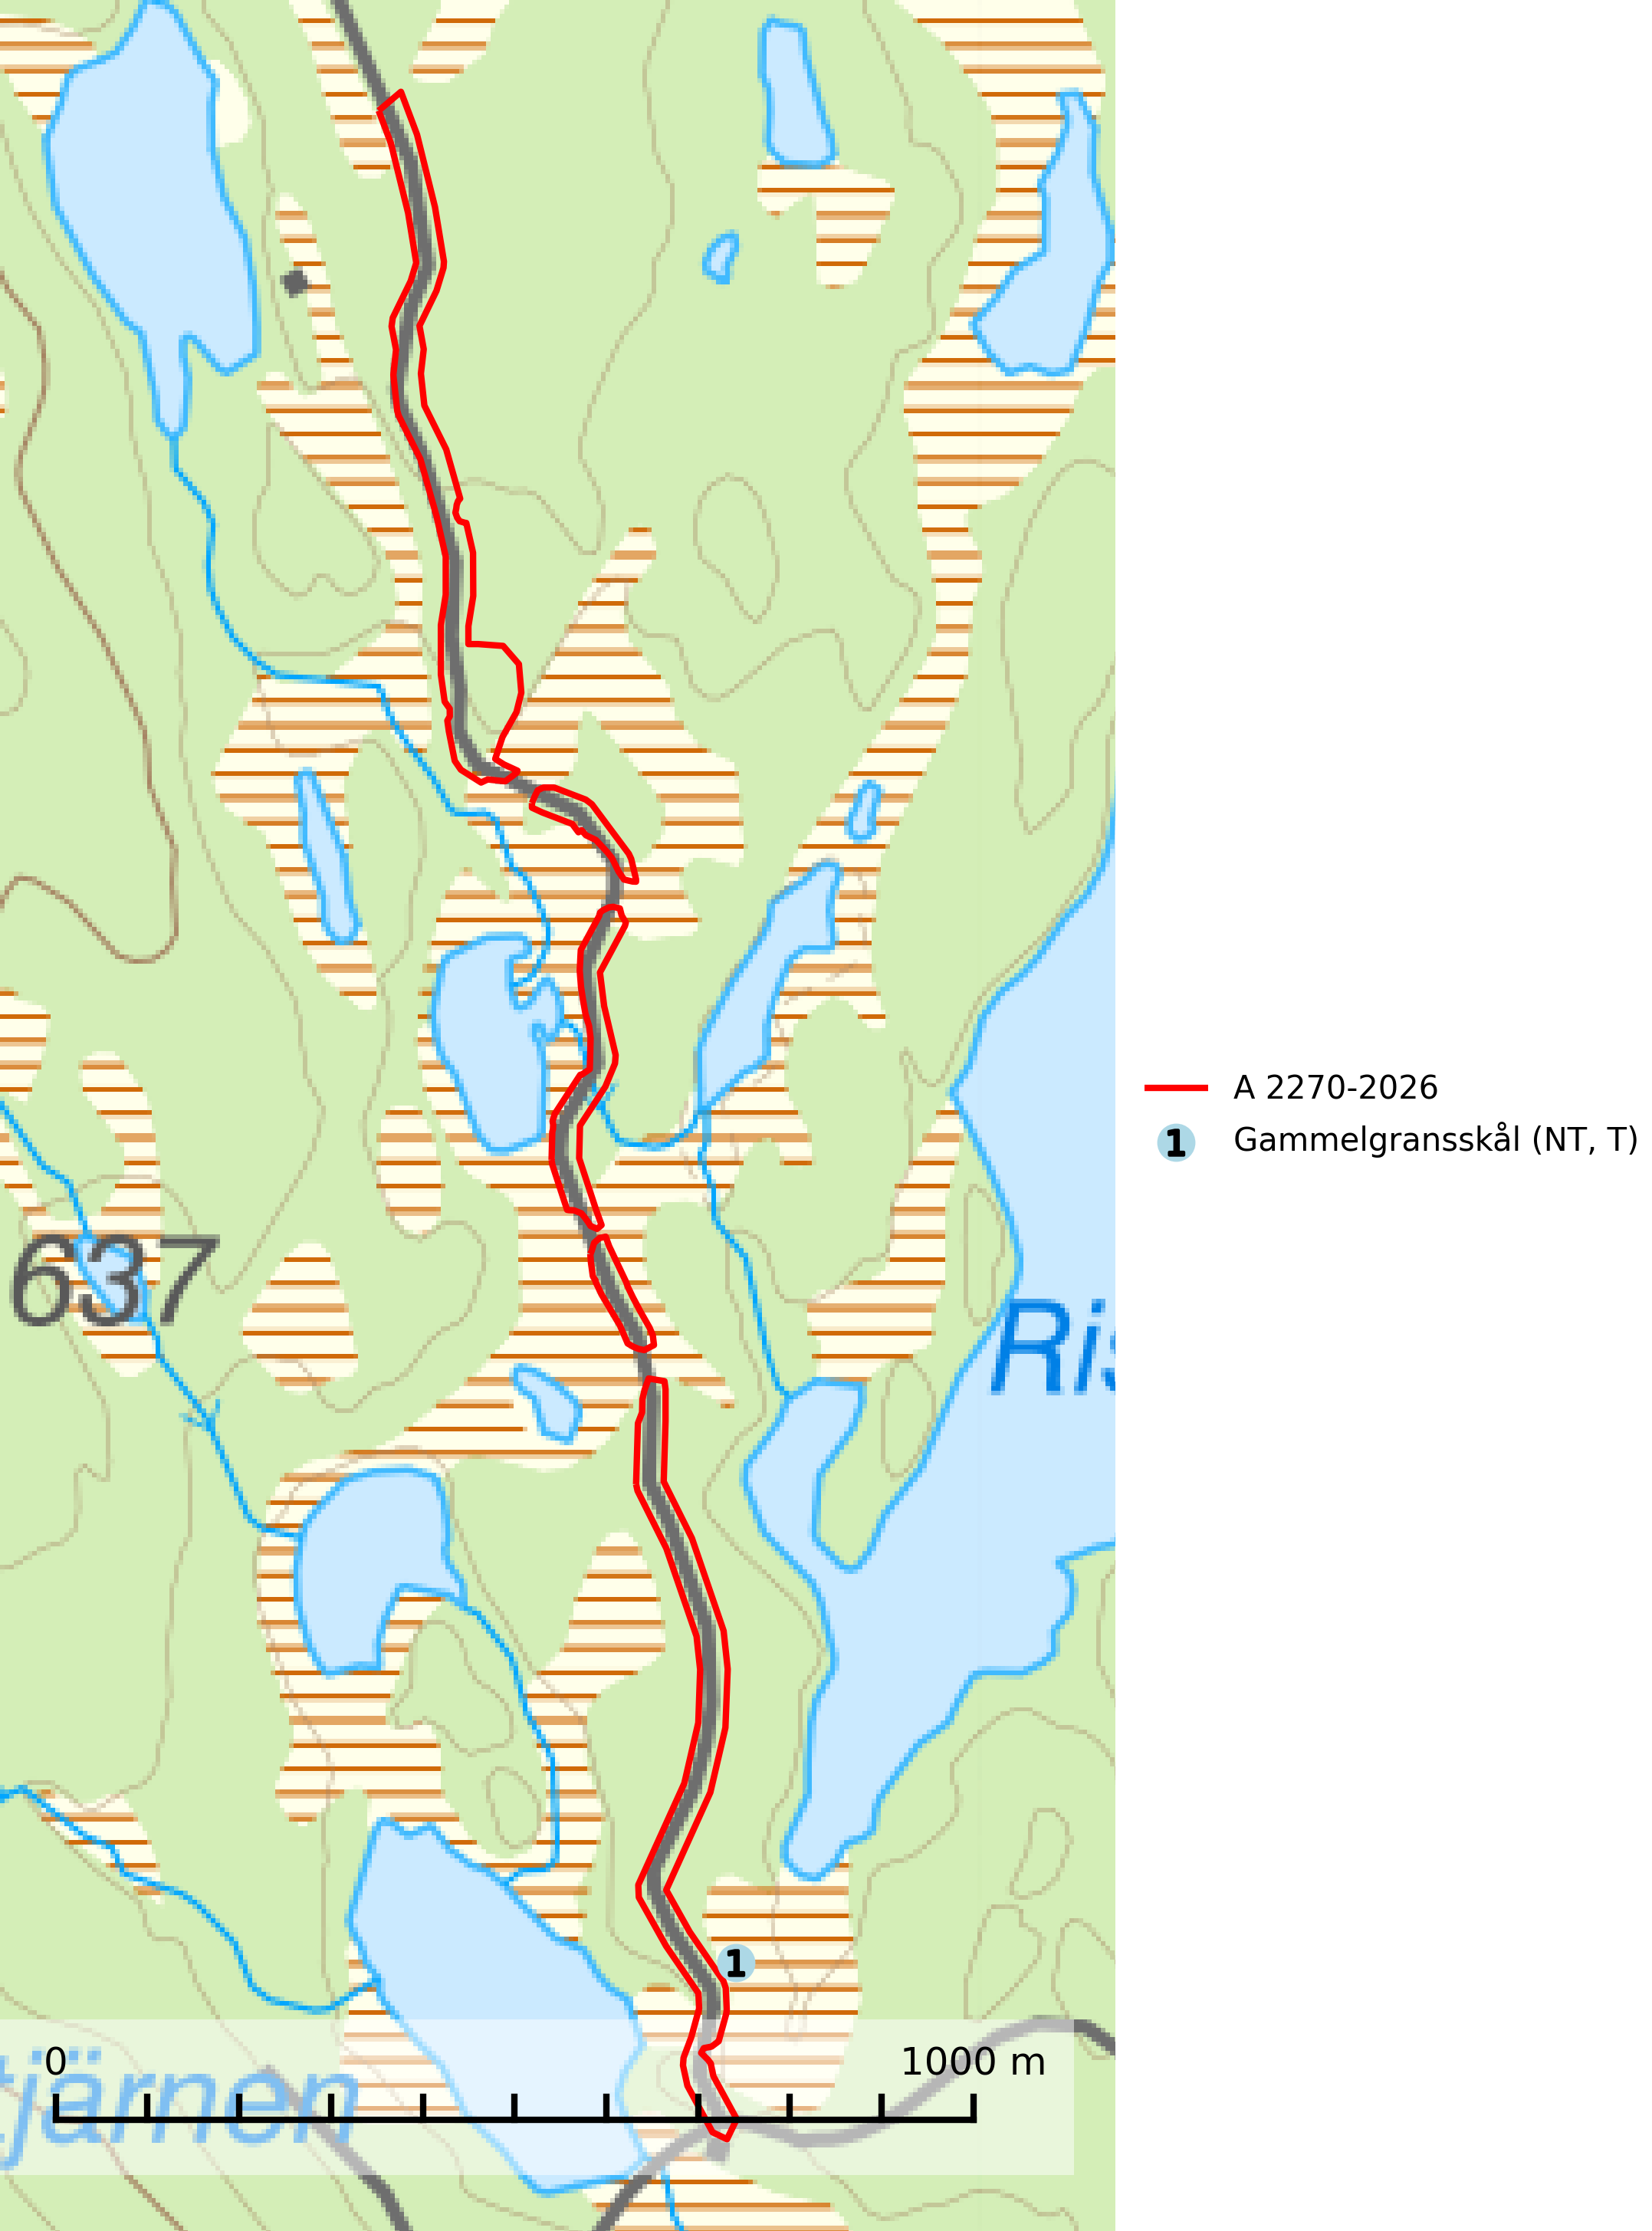 A 2270-2026
1 Gammelgransskål (NT, T)
637
Ris
1
0 1000 m
tjärnen